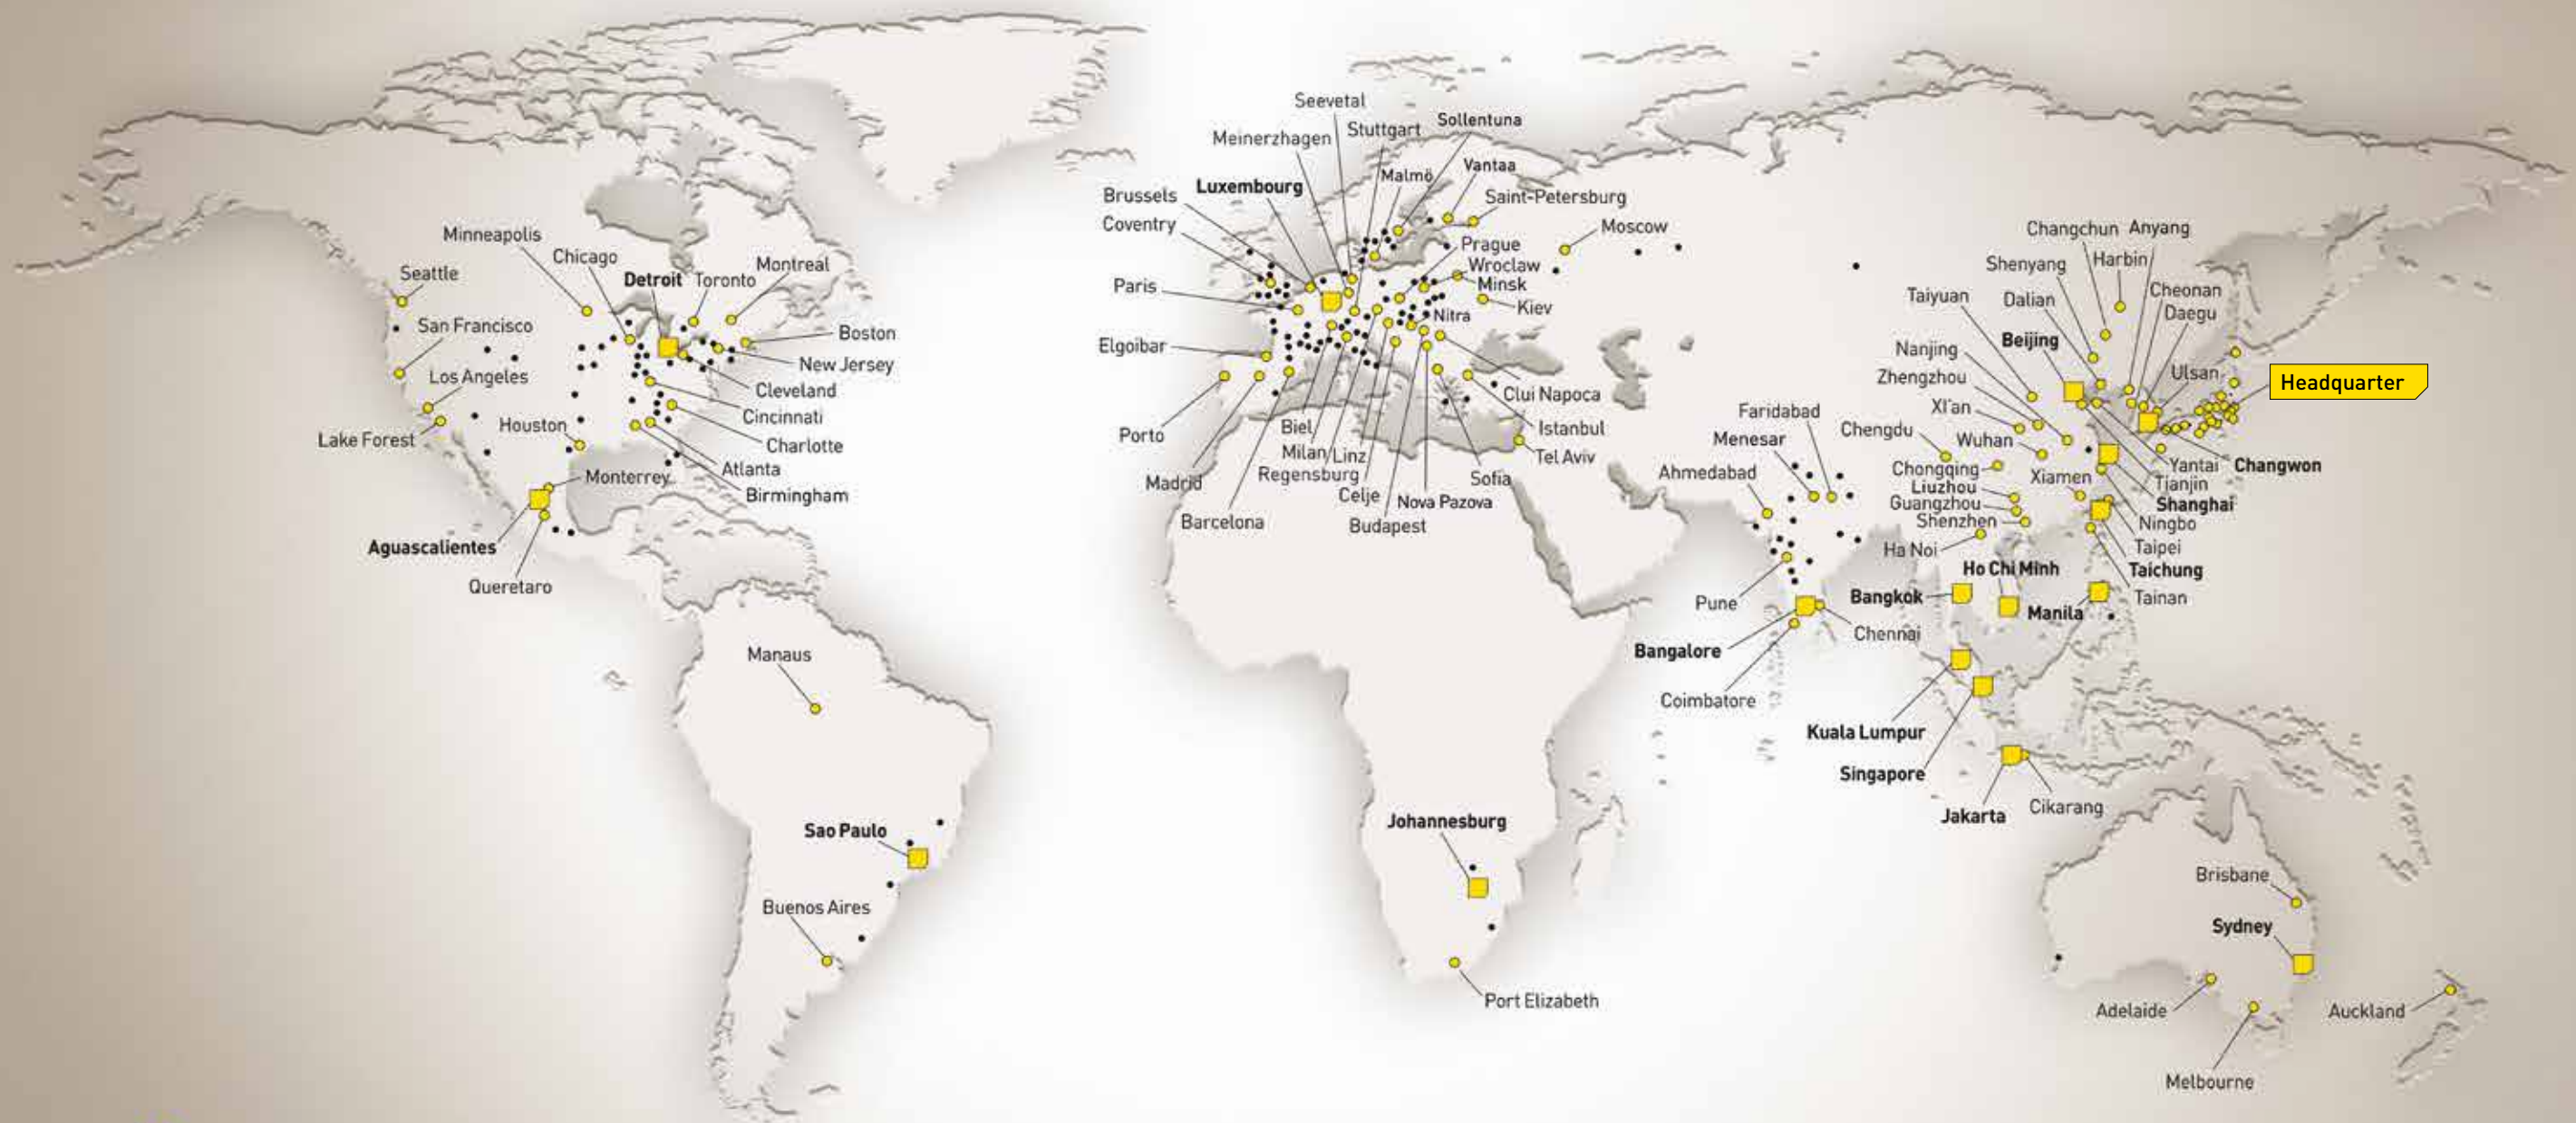 Seattle
San Francisco
Los Angeles
Lake Forest
Minneapolis
Chicago
Detroit
Toronto
Montreal
Boston
New Jersey
Cleveland
Cincinnati
Charlotte
Atlanta
Birmingham
Houston
Monterrey
Aguascalientes
Queretaro
Manaus
Sao Paulo
Buenos Aires
Seevetal
Sollentuna
Meinerzhagen
Stuttgart
Vantaa
Malmö
Luxembourg
Brussels
Saint-Petersburg
Coventry
Moscow
Prague
Wroclaw
Minsk
Paris
Kiev
Nitra
Elgoibar
Clui Napoca
Porto
Biel
Istanbul
Milan
Linz
Tel Aviv
Regensburg
Madrid
Sofia
Celje
Nova Pazova
Barcelona
Budapest
Johannesburg
Port Elizabeth
Faridabad
Menesar
Ahmedabad
Pune
Bangalore
Chennai
Coimbatore
Changchun
Anyang
Harbin
Shenyang
Cheonan
Taiyuan
Dalian
Daegu
Beijing
Nanjing
Ulsan
Headquarter
Zhengzhou
XI'an
Chengdu
Wuhan
Chongqing
Xiamen
Yantai
Changwon
Liuzhou
Tianjin
Guangzhou
Shanghai
Shenzhen
Ningbo
Ha Noi
Taipei
Ho Chi Minh
Taichung
Bangkok
Manila
Tainan
Kuala Lumpur
Singapore
Jakarta
Cikarang
Brisbane
Sydney
Adelaide
Auckland
Melbourne